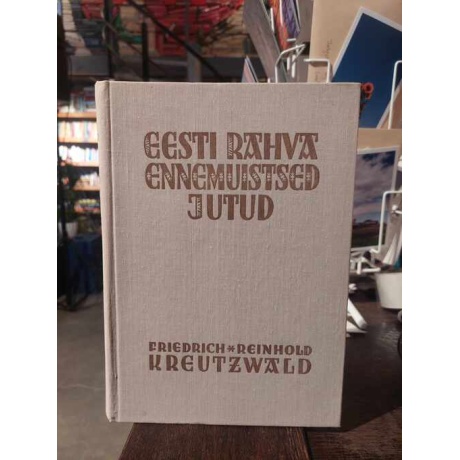 EESTI RAHVA
ENNEMUISTSED
JUTUD
FRIEDRICH*REINHOLD
KREUTZWALD